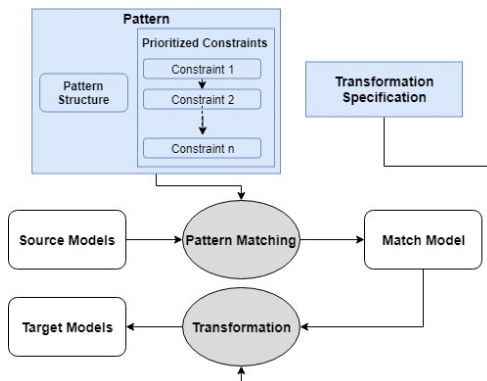 Pattern
Prioritized Constraints
Constraint 1
Pattern
Structure
Constraint 2
Constraint n
Transformation
Specification
Source Models
Pattern Matching
Match Model
Target Models
Transformation